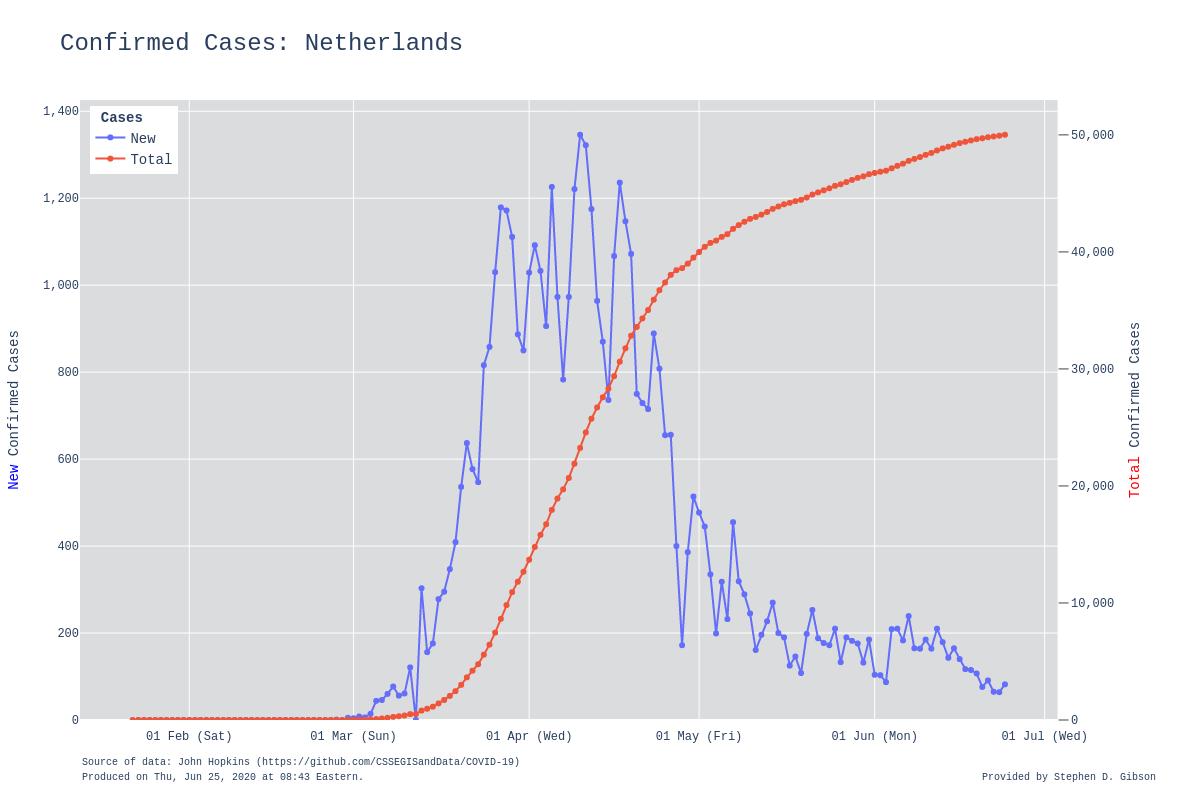 Confirmed Cases: Netherlands
Cases
New
Total
1,400
1,200
1,000
800
600
400
200
0
New Confirmed Cases
50,000
40,000
30,000
20,000
10,000
0
Total Confirmed Cases
01 Feb (Sat)
01 Mar (Sun)
01 Apr (Wed)
01 May (Fri)
01 Jun (Mon)
01 Jul (Wed)
Source of data: John Hopkins (https://github.com/CSSEGISandData/COVID-19)
Produced on Thu, Jun 25, 2020 at 08:43 Eastern.
Provided by Stephen D. Gibson